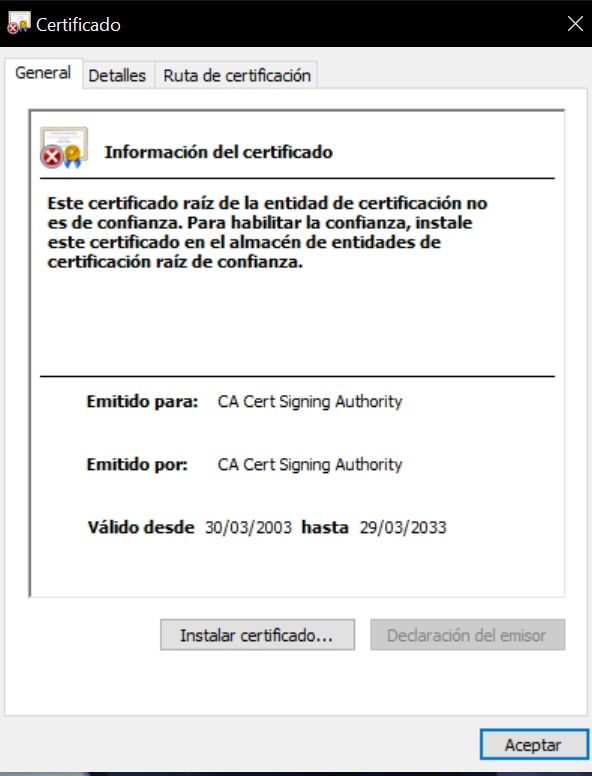 Certificado
General Detalles Ruta de certificación
Información del certificado
Este certificado raíz de la entidad de certificación no
es de confianza. Para habilitar la confianza, instale
este certificado en el almacén de entidades de
certificación raíz de confianza.
Emitido para: CA Cert Signing Authority
Emitido por: CA Cert Signing Authority
Válido desde 30/03/2003 hasta 29/03/2033
Instalar certificado... Declaración del emisor
Aceptar